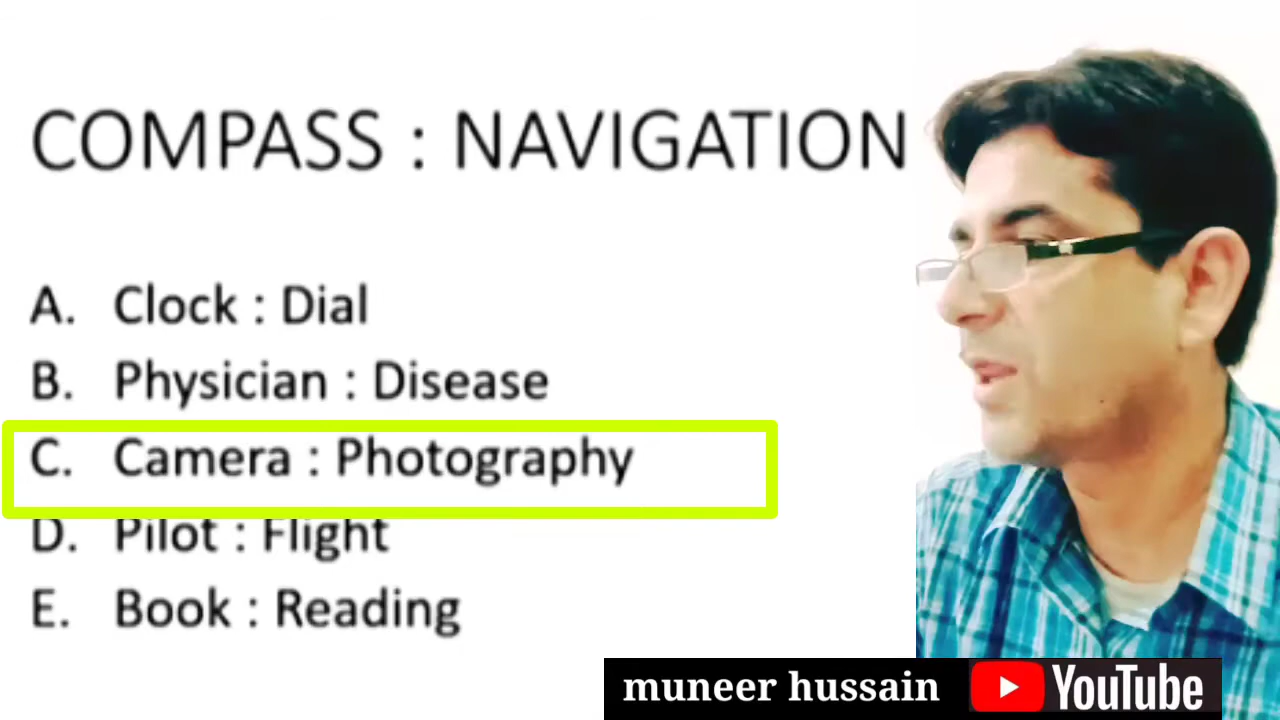 COMPASS : NAVIGATION
A. Clock : Dial
B. Physician : Disease
C. Camera : Photography
D. Pilot : Flight
E. Book : Reading
muneer hussain YouTube